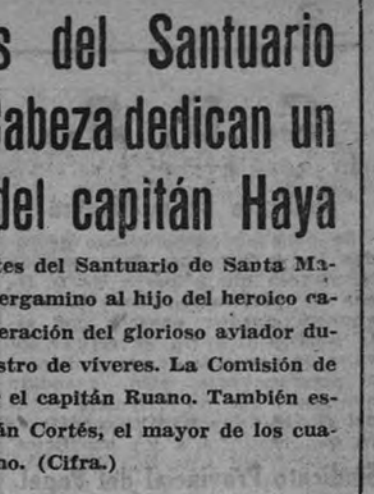 s del Santuario
Cabeza dedican un
del capitán Haya
tes del Santuario de Santa Ma-
pergamino al hijo del heroico ca-
eración del glorioso aviador du-
stro de víveres. La Comisión de
el capitán Ruano. También es-
án Cortés, el mayor de los cua-
no. (Cifra.)